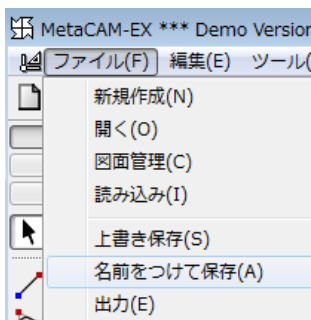 MetaCAM-EX *** Demo Version
ファイル(F) 編集(E) ツール(
新規作成(N)
開く(O)
図面管理(C)
読み込み(I)
上書き保存(S)
名前をつけて保存(A)
出力(E)